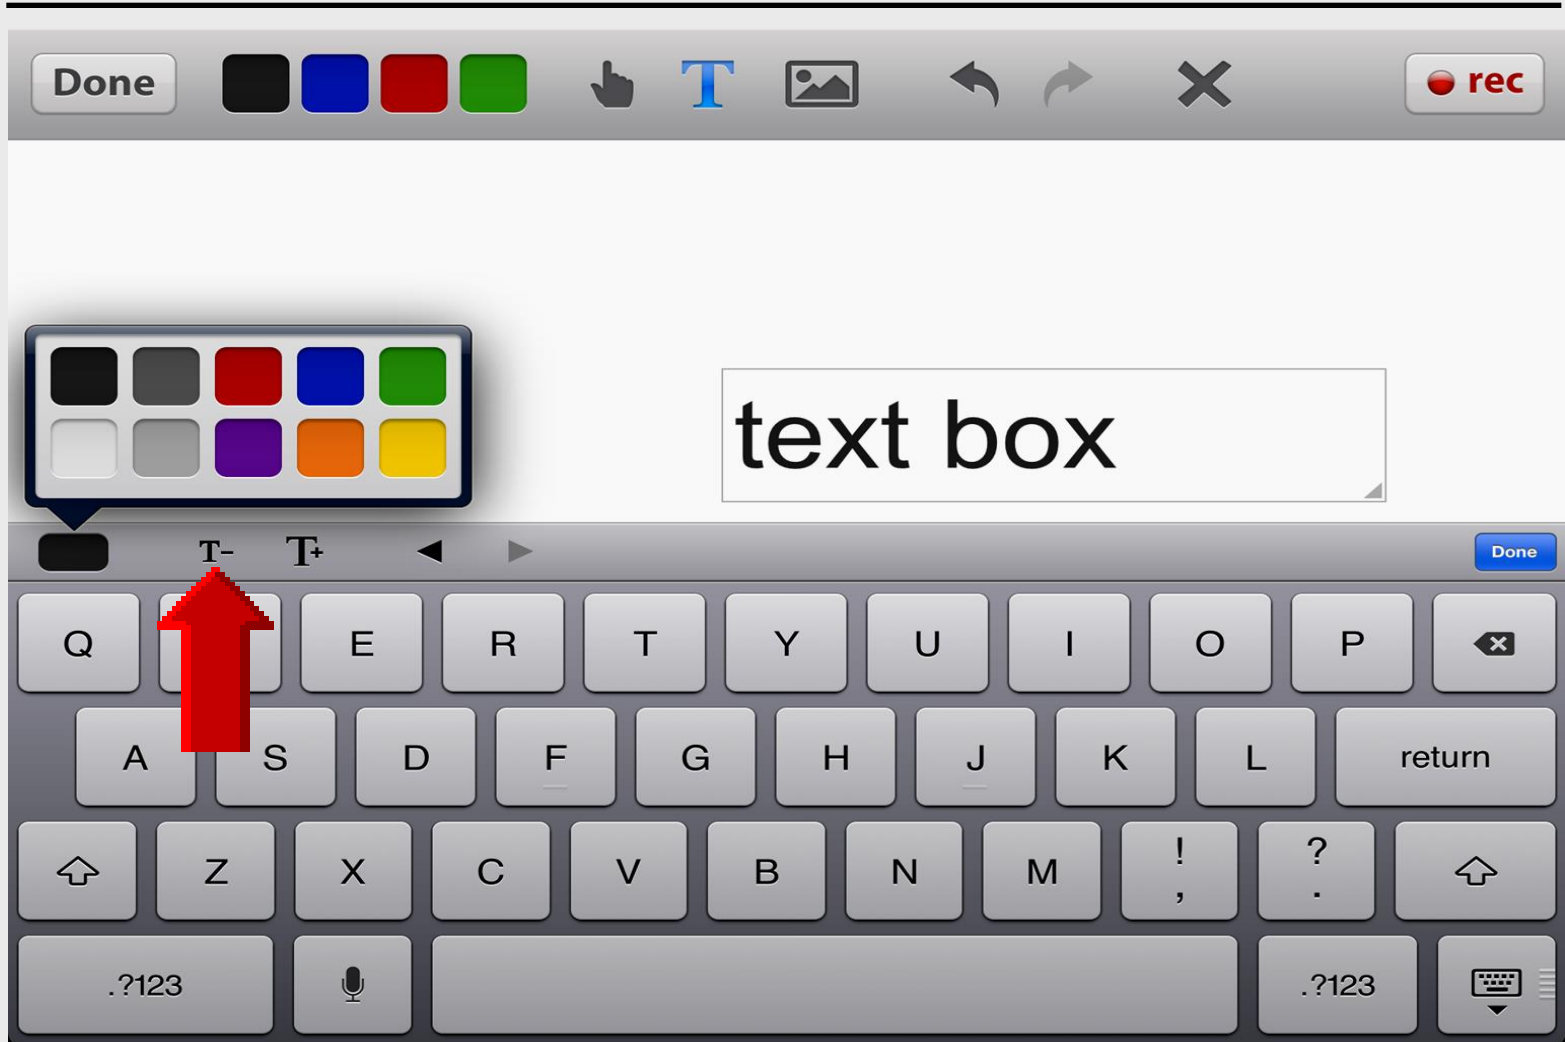 Done T rec
text box
T- T+ Done
Q E R T Y U I O P
A S D F G H J K L return
Z X C V B N M ! , ? .
.?123 .?123